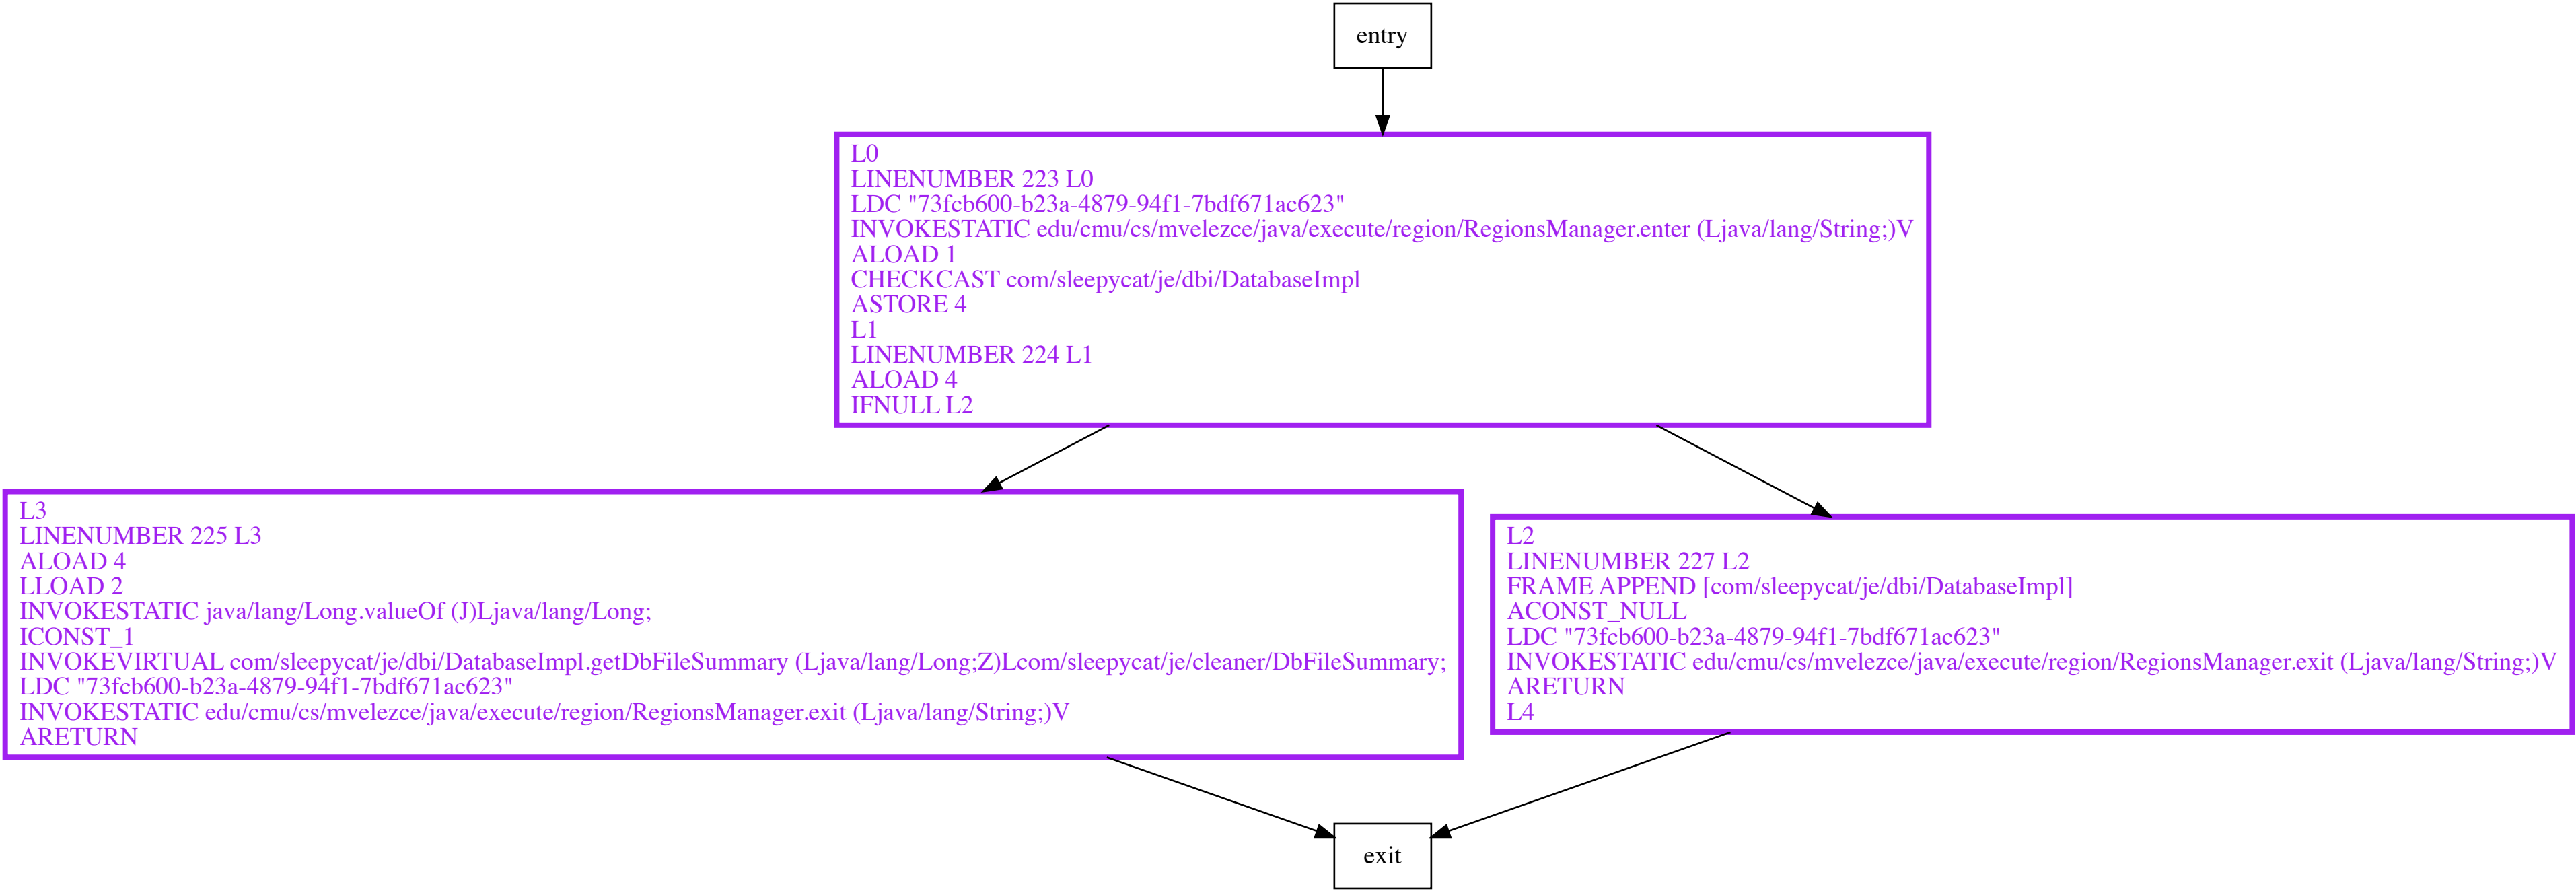 entry
L0
LINENUMBER 223 L0
LDC "73fcb600-b23a-4879-94f1-7bdf671ac623"
INVOKESTATIC edu/cmu/cs/mvelezce/java/execute/region/RegionsManager.enter (Ljava/lang/String;)V
ALOAD 1
CHECKCAST com/sleepycat/je/dbi/DatabaseImpl
ASTORE 4
L1
LINENUMBER 224 L1
ALOAD 4
IFNULL L2
L3
LINENUMBER 225 L3
ALOAD 4
LLOAD 2
INVOKESTATIC java/lang/Long.valueOf (J)Ljava/lang/Long;
ICONST_1
INVOKEVIRTUAL com/sleepycat/je/dbi/DatabaseImpl.getDbFileSummary (Ljava/lang/Long;Z)Lcom/sleepycat/je/cleaner/DbFileSummary;
LDC "73fcb600-b23a-4879-94f1-7bdf671ac623"
INVOKESTATIC edu/cmu/cs/mvelezce/java/execute/region/RegionsManager.exit (Ljava/lang/String;)V
ARETURN
L2
LINENUMBER 227 L2
FRAME APPEND [com/sleepycat/je/dbi/DatabaseImpl]
ACONST_NULL
LDC "73fcb600-b23a-4879-94f1-7bdf671ac623"
INVOKESTATIC edu/cmu/cs/mvelezce/java/execute/region/RegionsManager.exit (Ljava/lang/String;)V
ARETURN
L4
exit